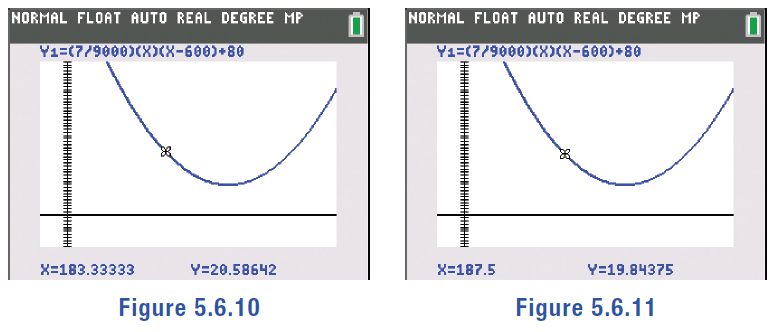 NORMAL FLOAT AUTO REAL DEGREE MP
Y1=(7/9000)(X)(X-600)+80
X=183.33333 Y=20.58642
Figure 5.6.10
NORMAL FLOAT AUTO REAL DEGREE MP
Y1=(7/9000)(X)(X-600)+80
X=187.5 Y=19.84375
Figure 5.6.11